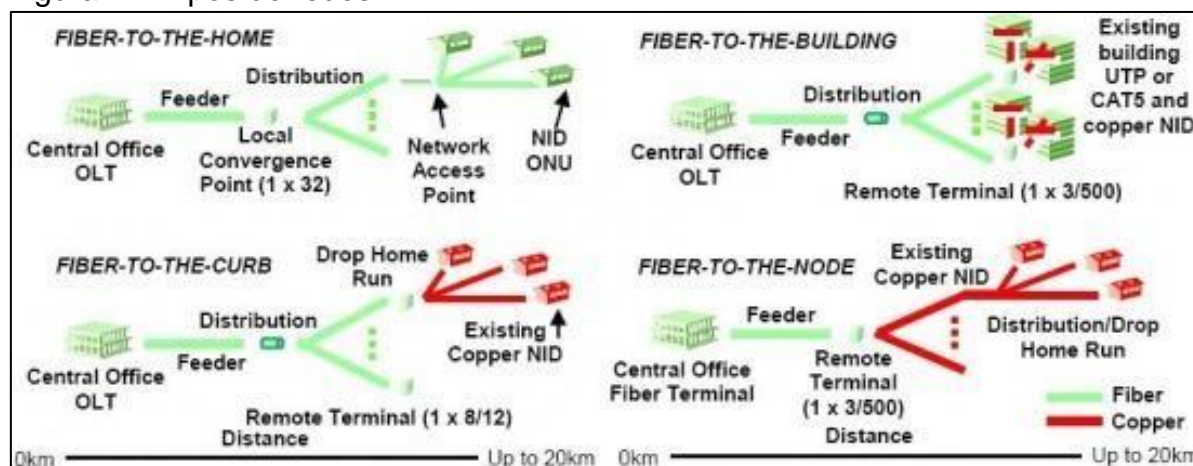 FIBER-TO-THE-HOME
Distribution
Feeder
Central Office
OLT
Local
Convergence
Point (1 x 32)
Network
Access
Point
NID
ONU
FIBER-TO-THE-BUILDING
Existing
building
UTP or
CAT5 and
copper NID
Distribution
Feeder
Central Office
OLT
Remote Terminal (1 x 3/500)
FIBER-TO-THE-CURB
Drop Home
Run
Distribution
Feeder
Central Office
OLT
Existing
Copper NID
Remote Terminal (1 x 8/12)
Distance
0km
Up to 20km
FIBER-TO-THE-NODE
Existing
Copper NID
Feeder
Central Office
Fiber Terminal
Remote
Terminal
(1 x 3/500)
Distribution/Drop
Home Run
Fiber
Copper
Distance
0km
Up to 20km